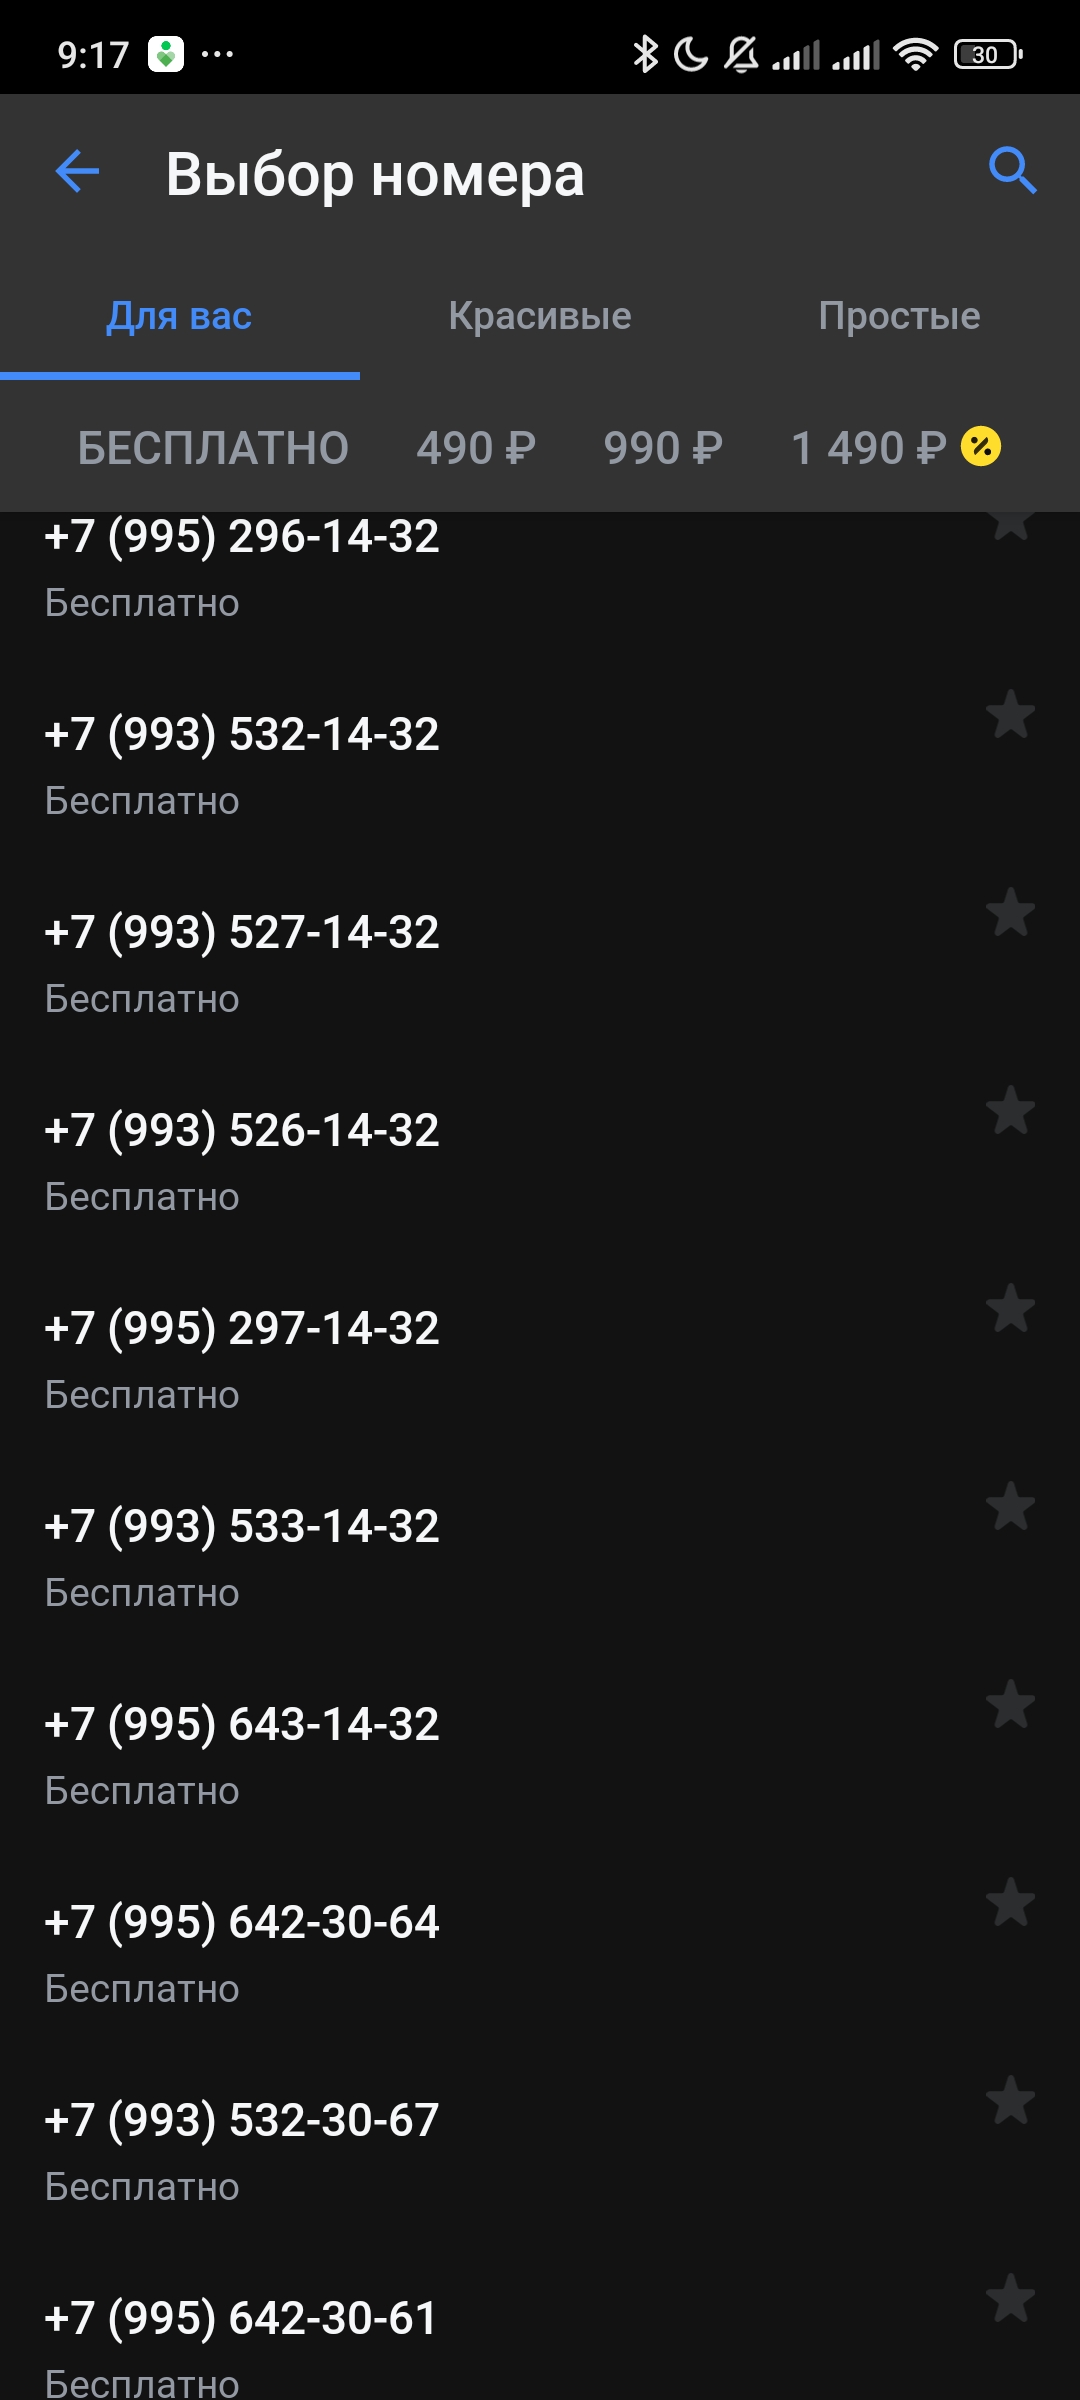 9:17
30
Выбор номера
Для вас Красивые Простые
БЕСПЛАТНО 490 ₽ 990 ₽ 1 490 ₽
+7 (995) 296-14-32
Бесплатно
+7 (993) 532-14-32
Бесплатно
+7 (993) 527-14-32
Бесплатно
+7 (993) 526-14-32
Бесплатно
+7 (995) 297-14-32
Бесплатно
+7 (993) 533-14-32
Бесплатно
+7 (995) 643-14-32
Бесплатно
+7 (995) 642-30-64
Бесплатно
+7 (993) 532-30-67
Бесплатно
+7 (995) 642-30-61
Бесплатно